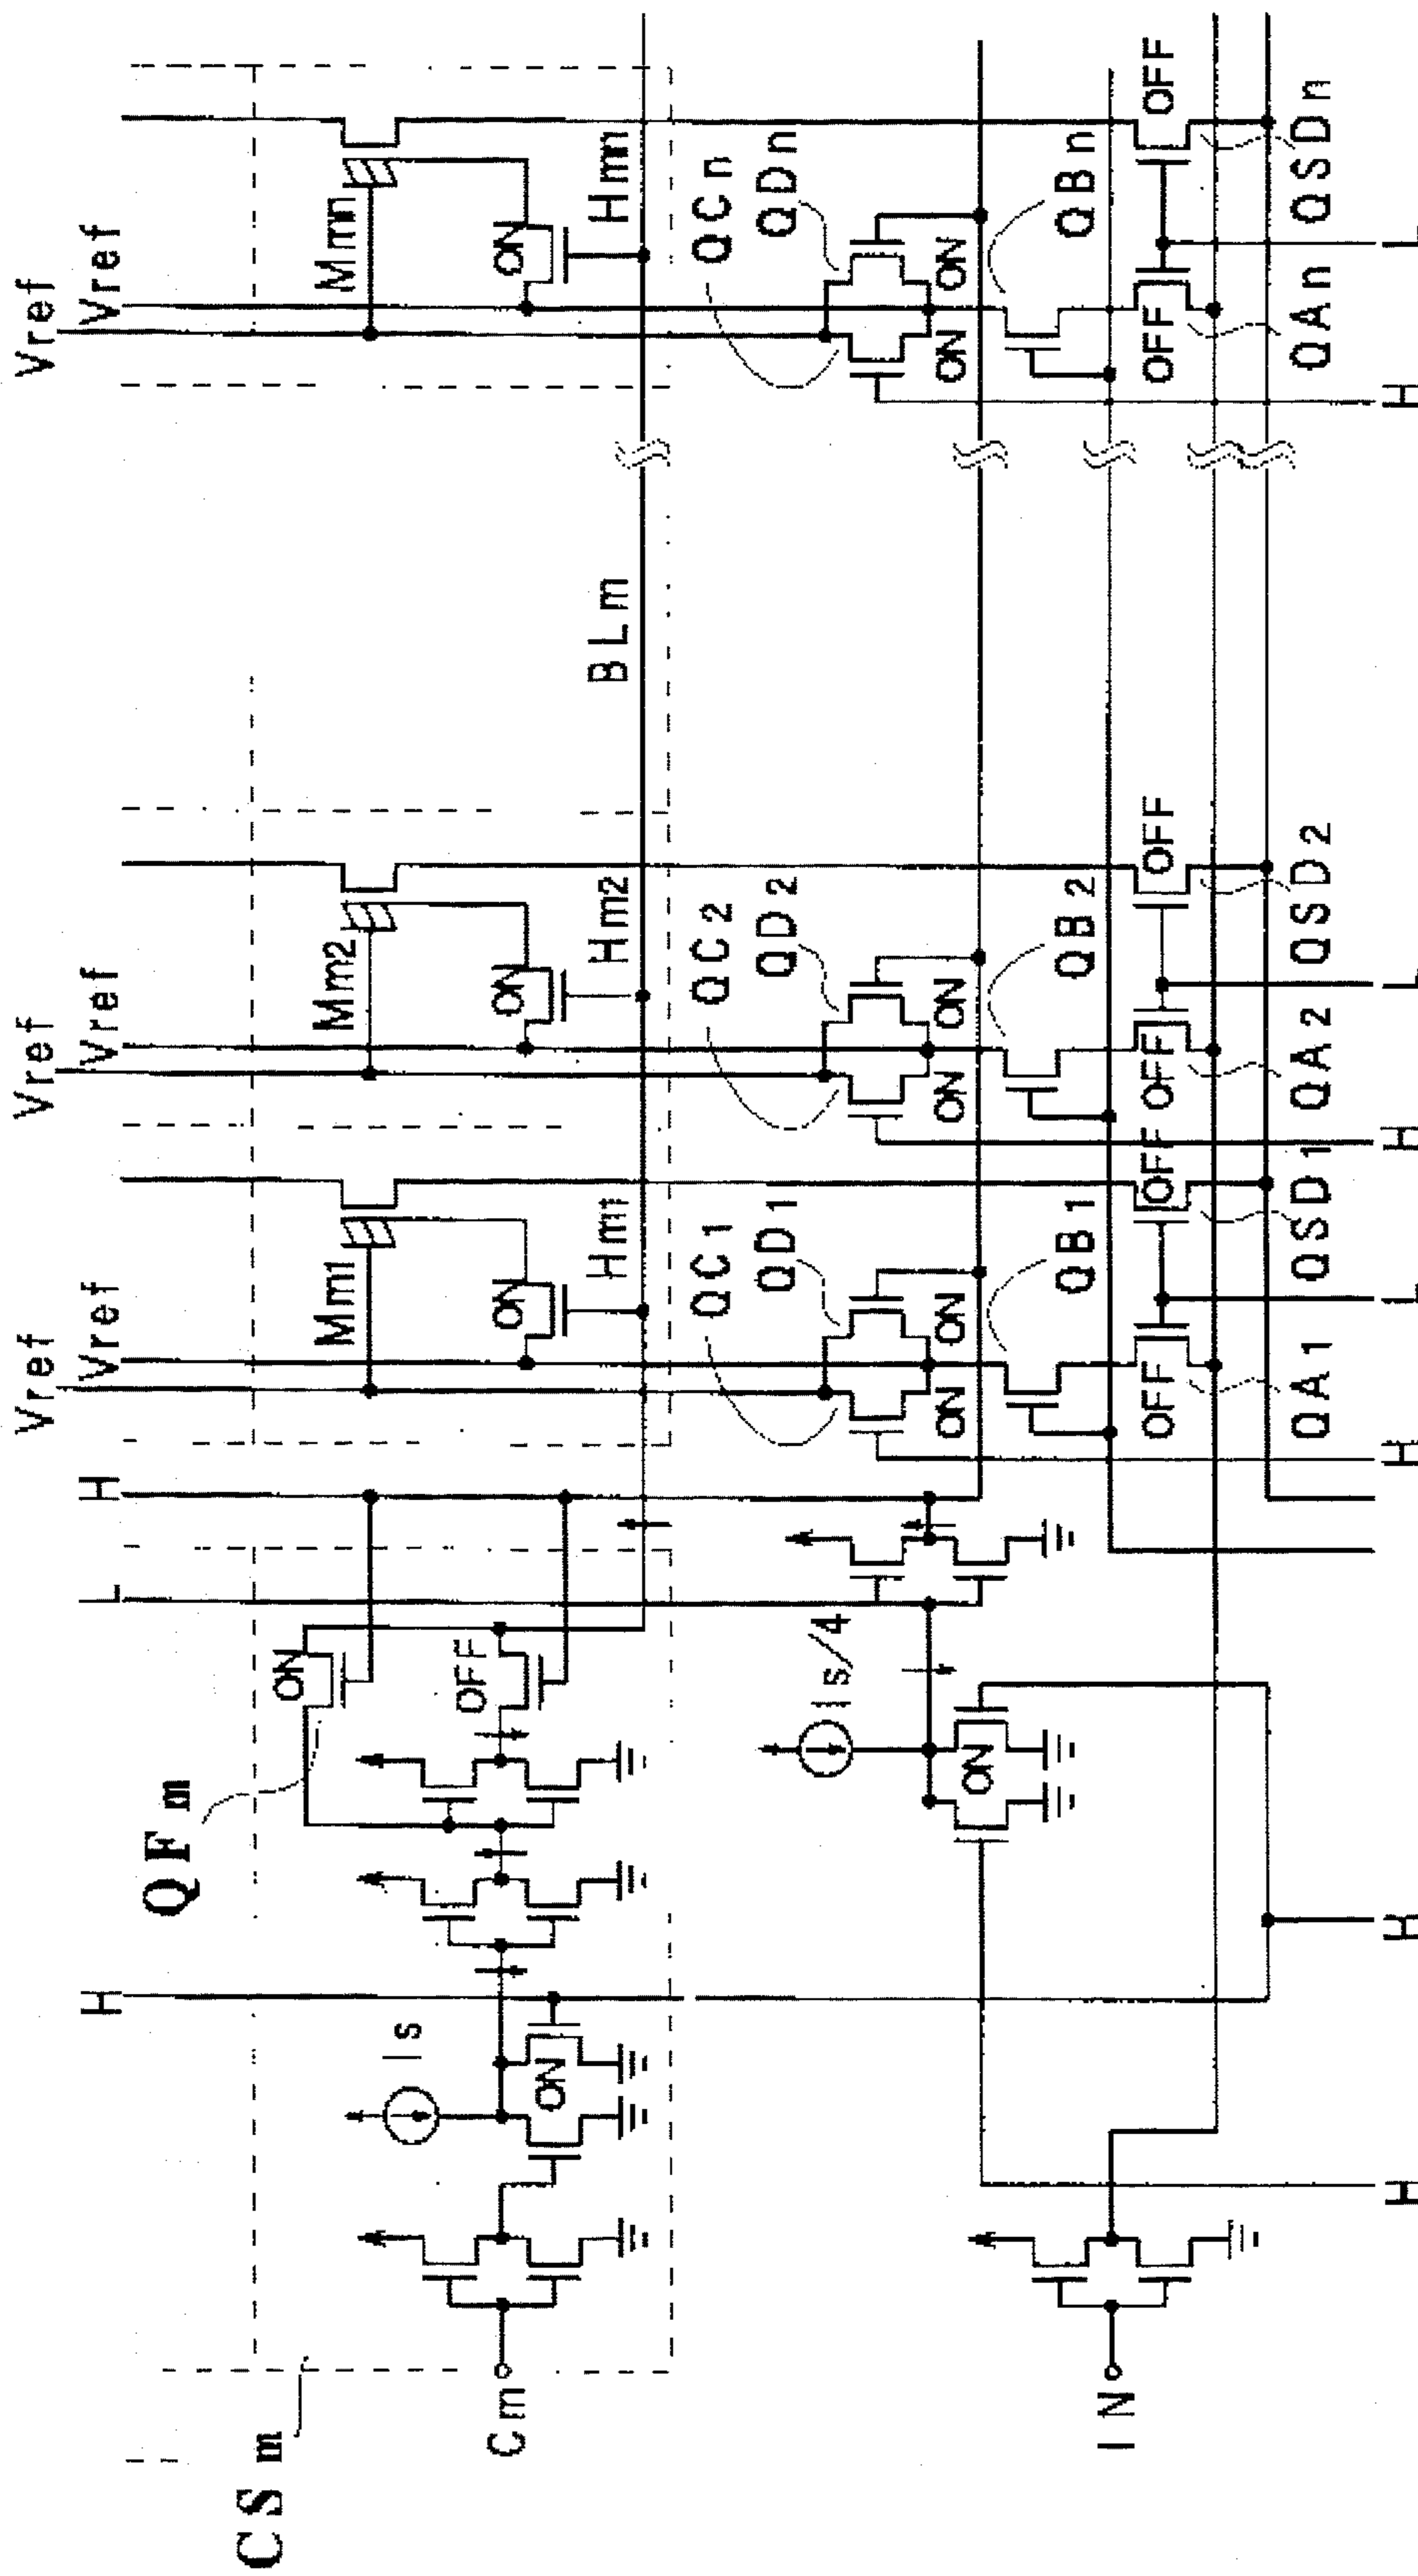 Vref
Vref
Vref
Vref
Vref
Vref
H
L
H
Mm1
Mm2
Mmn
ON
ON
ON
ON
OFF
QFm
CSm
Is
ON
Cm
Hm1
Hm2
BLm
Hmn
QC1
QD1
QC2
QD2
QCn
QDn
ON
ON
ON
ON
ON
ON
Is/4
ON
QB1
QB2
QBn
IN
OFF
OFF
OFF
OFF
OFF
OFF
QA1
QSD1
QA2
QSD2
QAn
QSDn
H
H
H
L
H
L
H
L